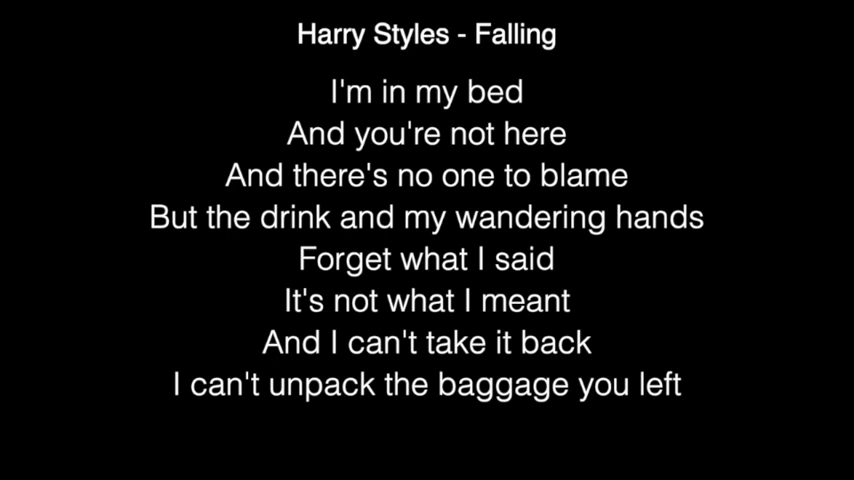 Harry Styles - Falling
I'm in my bed
And you're not here
And there's no one to blame
But the drink and my wandering hands
Forget what I said
It's not what I meant
And I can't take it back
I can't unpack the baggage you left